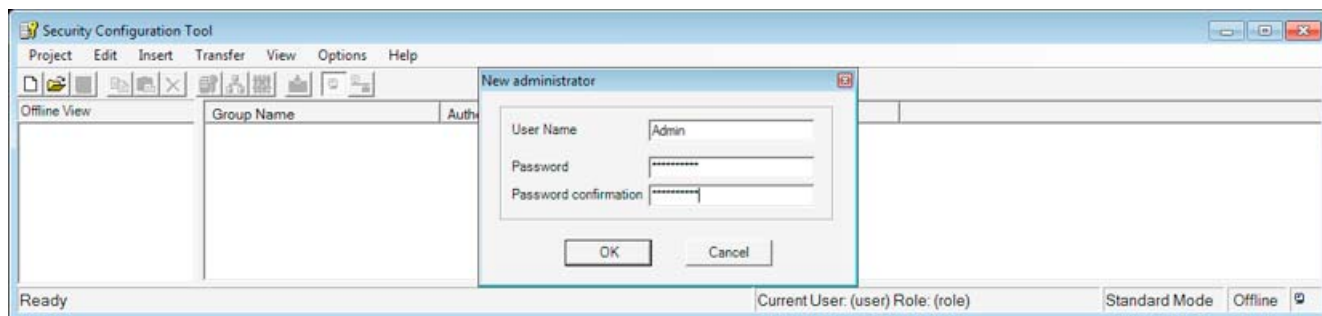 Security Configuration Tool
Project Edit Insert Transfer View Options Help
New administrator
Offline View
Group Name
Authe
User Name
Admin
Password
**********
Password confirmation
**********
OK
Cancel
Ready
Current User: (user) Role: (role)
Standard Mode
Offline